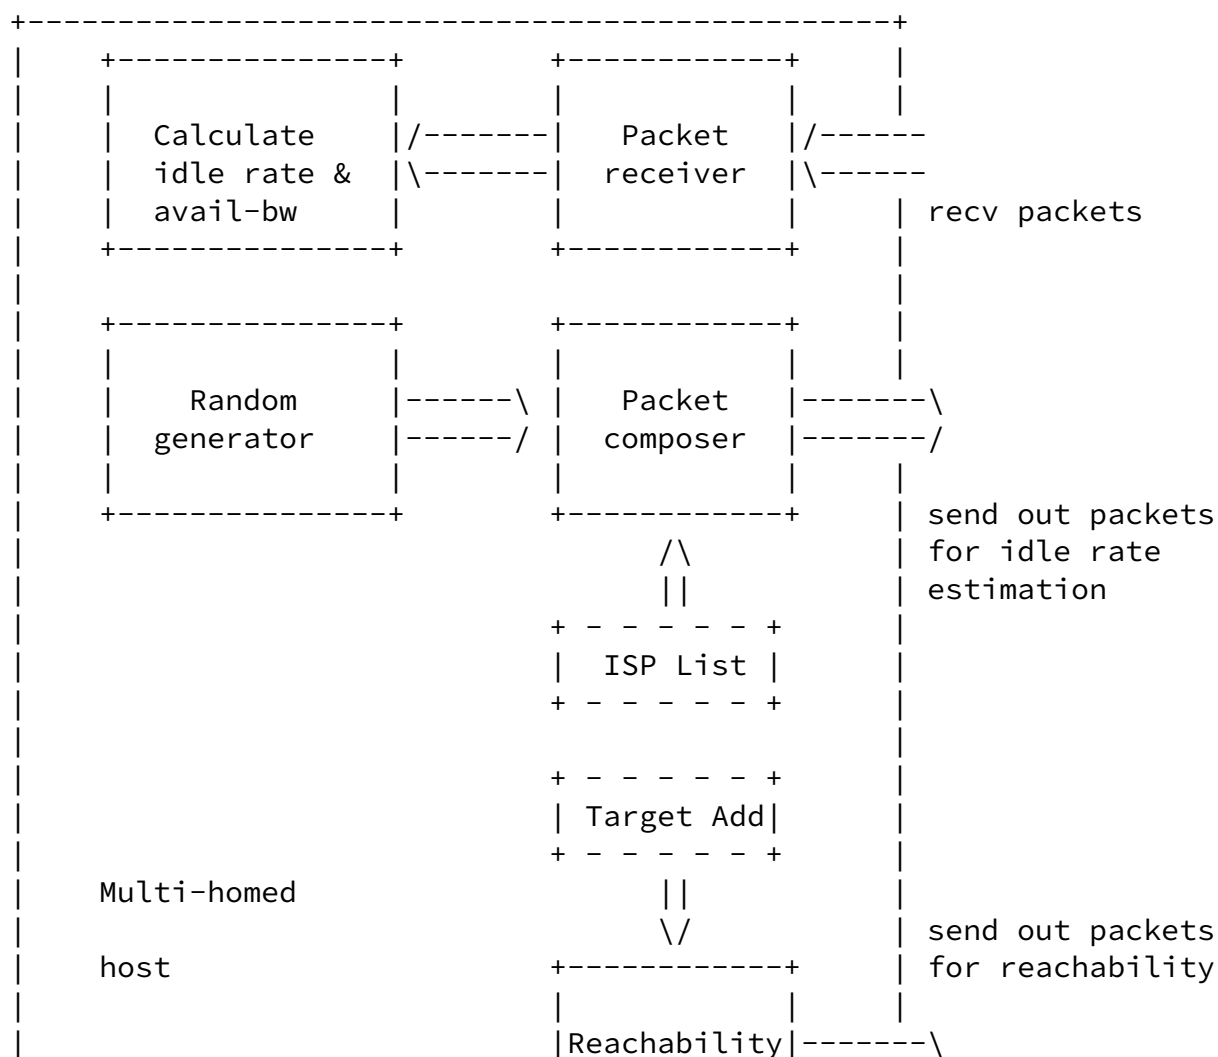 +------------------------------------------------+
|    +---------------+        +------------+     |
|    |               |        |            |     |
|    |  Calculate    |/-------|   Packet   |/------
|    |  idle rate &  |\-------|  receiver  |\------
|    |  avail-bw     |        |            |     | recv packets
|    +---------------+        +------------+     |
|                                                |
|    +---------------+        +------------+     |
|    |               |        |            |     |
|    |    Random     |------\ |   Packet   |-------\
|    |  generator    |------/ |  composer  |-------/
|    |               |        |            |     |
|    +---------------+        +------------+     | send out packets
|                                   /\           | for idle rate
|                                   ||           | estimation
|                             + - - - - - - +    |
|                             |  ISP List |      |
|                             + - - - - - - +    |
|                                                |
|                             + - - - - - - +    |
|                             | Target Add|      |
|                             + - - - - - - +    |
|    Multi-homed                    ||           |
|                                   \/           | send out packets
|    host                     +------------+     | for reachability
|                             |            |     |
|                             |Reachability|-------\